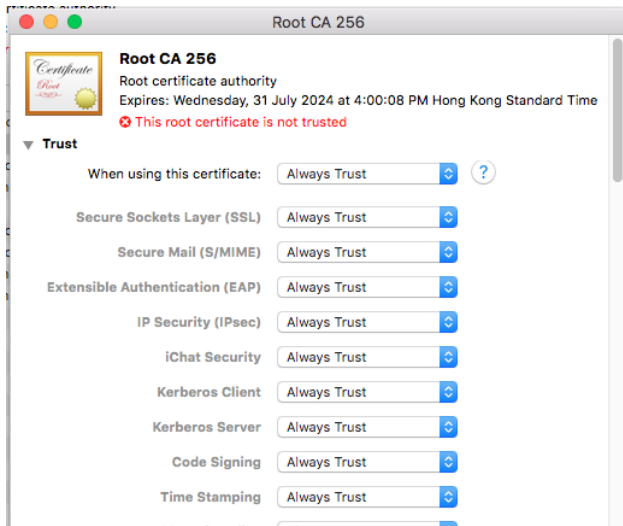 Root CA 256
Certificate
Root
Root CA 256
Root certificate authority
Expires: Wednesday, 31 July 2024 at 4:00:08 PM Hong Kong Standard Time
This root certificate is not trusted
Trust
When using this certificate: Always Trust ?
Secure Sockets Layer (SSL) Always Trust
Secure Mail (S/MIME) Always Trust
Extensible Authentication (EAP) Always Trust
IP Security (IPsec) Always Trust
iChat Security Always Trust
Kerberos Client Always Trust
Kerberos Server Always Trust
Code Signing Always Trust
Time Stamping Always Trust